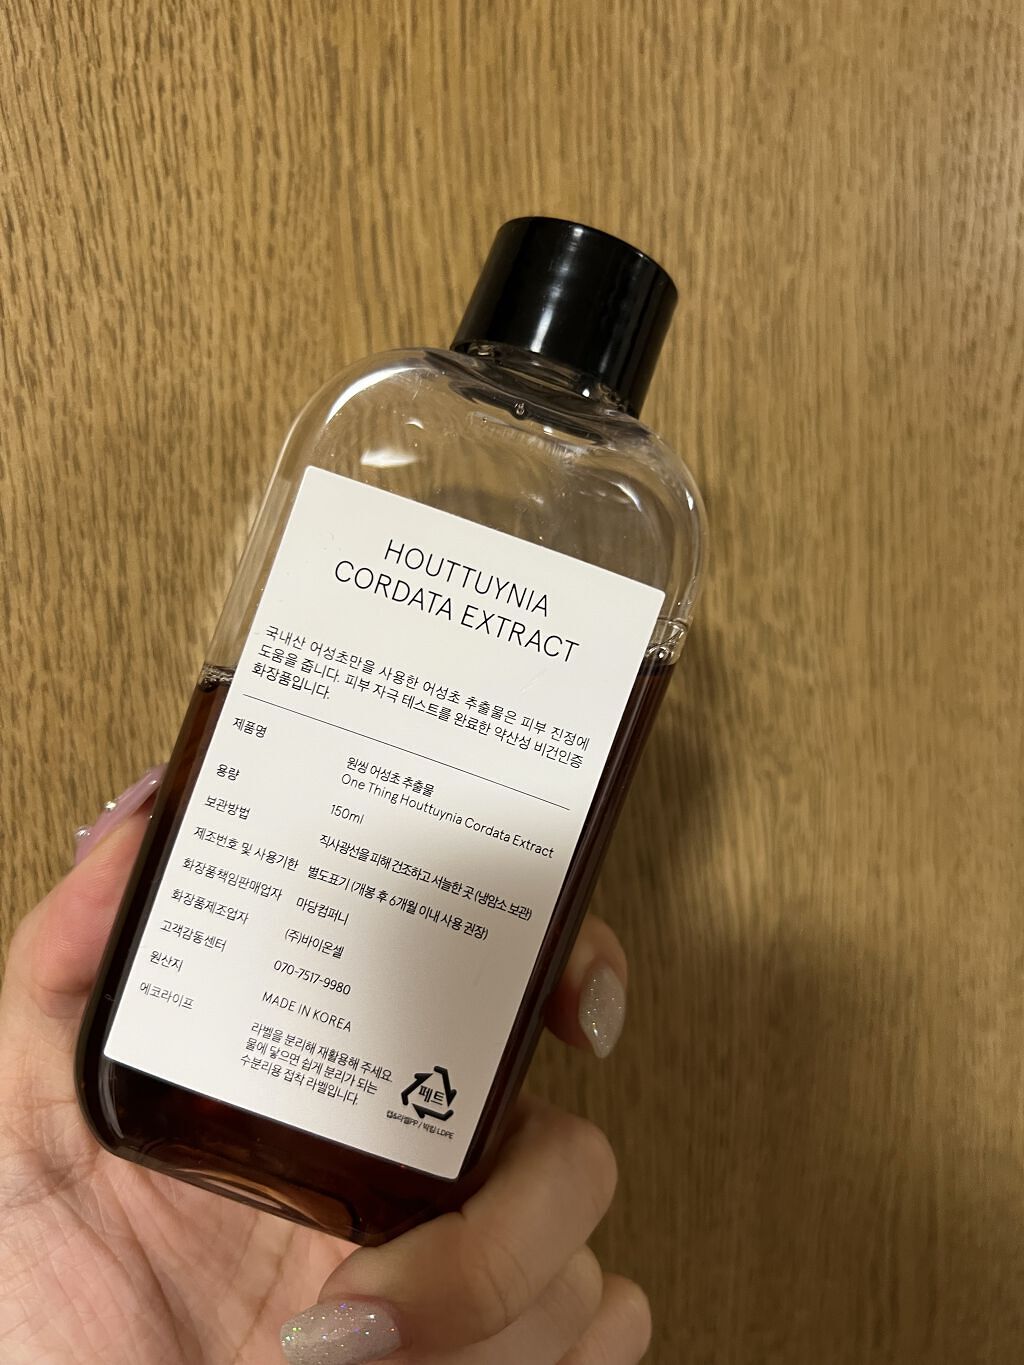 HOUTTUYNIA
CORDATA EXTRACT
국내산 어성초만을 사용한 어성초 추출물은 피부 진정에
도움을 줍니다. 피부 자극 테스트를 완료한 약산성 비건인증
화장품입니다.
제품명 원씽 어성초 추출물
One Thing Houttuynia Cordata Extract
용량 150ml
보관방법 직사광선을 피해 건조하고 서늘한 곳 (냉암소 보관)
제조번호 및 사용기한 별도표기 (개봉 후 6개월 이내 사용 권장)
화장품책임판매업자 마당컴퍼니
화장품제조업자 (주)바이온셀
고객감동센터 070-7517-9980
원산지 MADE IN KOREA
에코라이프 라벨을 분리해 재활용해 주세요.
물에 닿으면 쉽게 분리가 되는
수분리용 접착 라벨입니다.
페트
캡&라벨PP / 박킹 LDPE